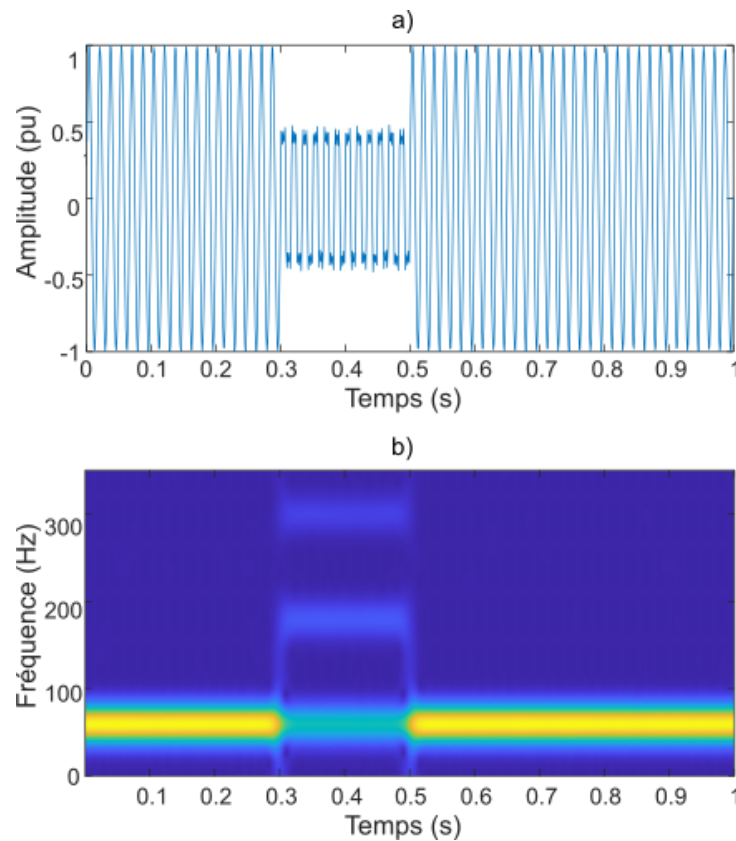 a)
Amplitude (pu)
1
0.5
0
-0.5
-1
0 0.1 0.2 0.3 0.4 0.5 0.6 0.7 0.8 0.9 1
Temps (s)
b)
Fréquence (Hz)
300
200
100
0
0.1 0.2 0.3 0.4 0.5 0.6 0.7 0.8 0.9 1
Temps (s)